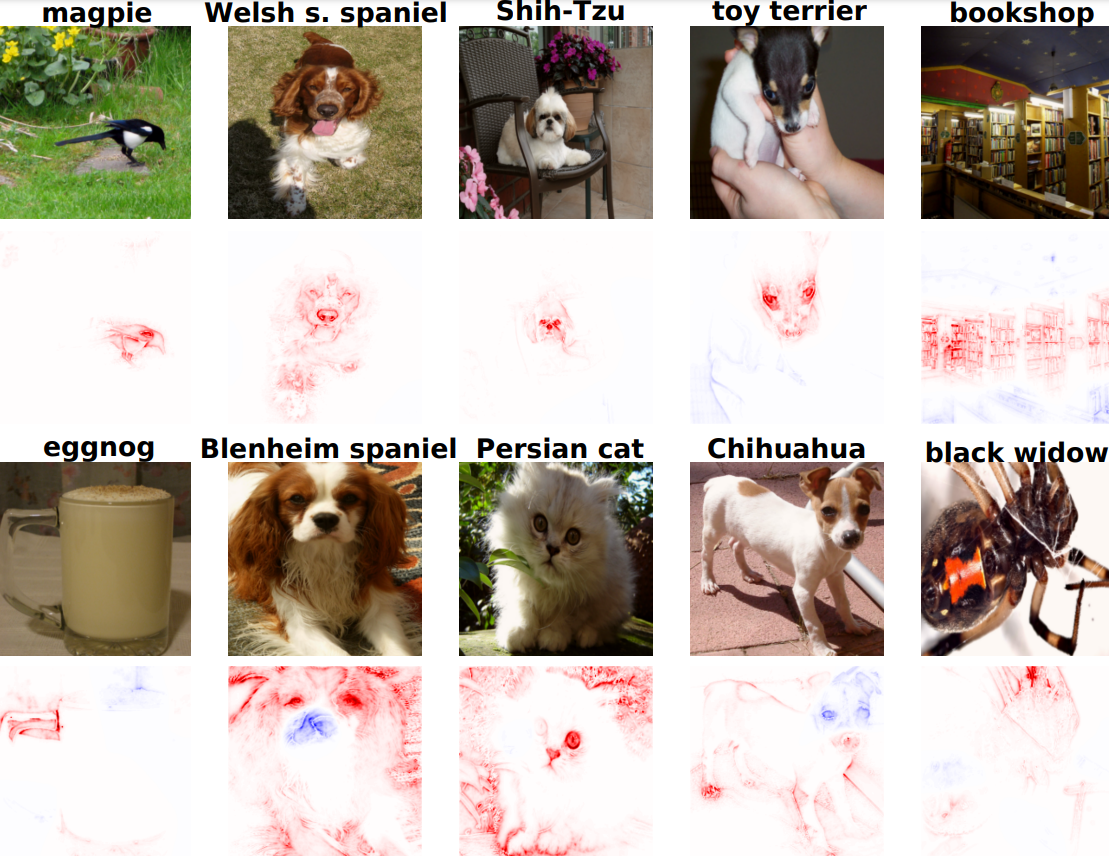 magpie
Welsh s. spaniel
Shih-Tzu
toy terrier
bookshop
eggnog
Blenheim spaniel
Persian cat
Chihuahua
black widow